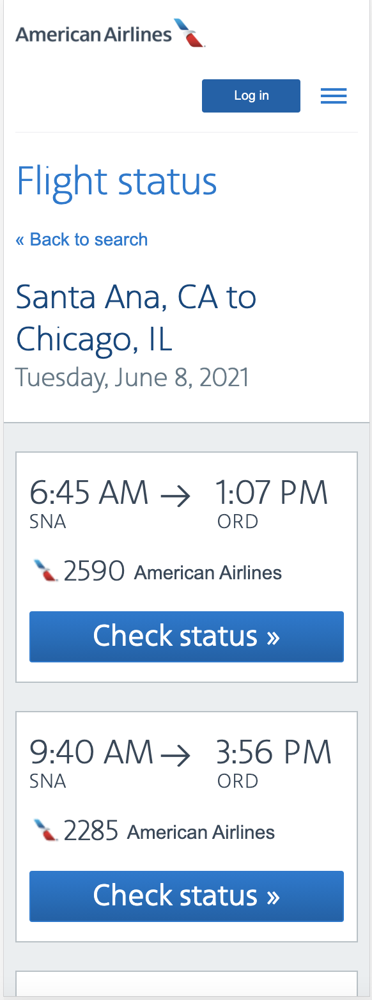 American Airlines
Log in
Flight status
« Back to search
Santa Ana, CA to
Chicago, IL
Tuesday, June 8, 2021
6:45 AM → 1:07 PM
SNA ORD
2590 American Airlines
Check status »
9:40 AM → 3:56 PM
SNA ORD
2285 American Airlines
Check status »